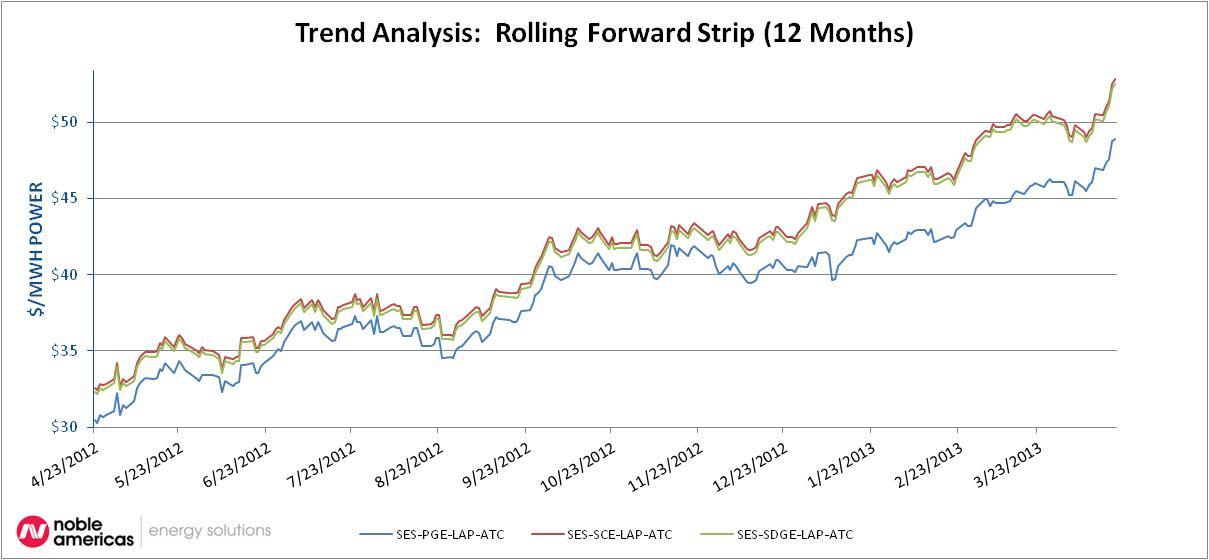 Trend Analysis:  Rolling Forward Strip (12 Months)
$/MWH POWER
$50
$45
$40
$35
$30
4/23/2012
5/23/2012
6/23/2012
7/23/2012
8/23/2012
9/23/2012
10/23/2012
11/23/2012
12/23/2012
1/23/2013
2/23/2013
3/23/2013
noble
americas
energy solutions
SES-PGE-LAP-ATC
SES-SCE-LAP-ATC
SES-SDGE-LAP-ATC